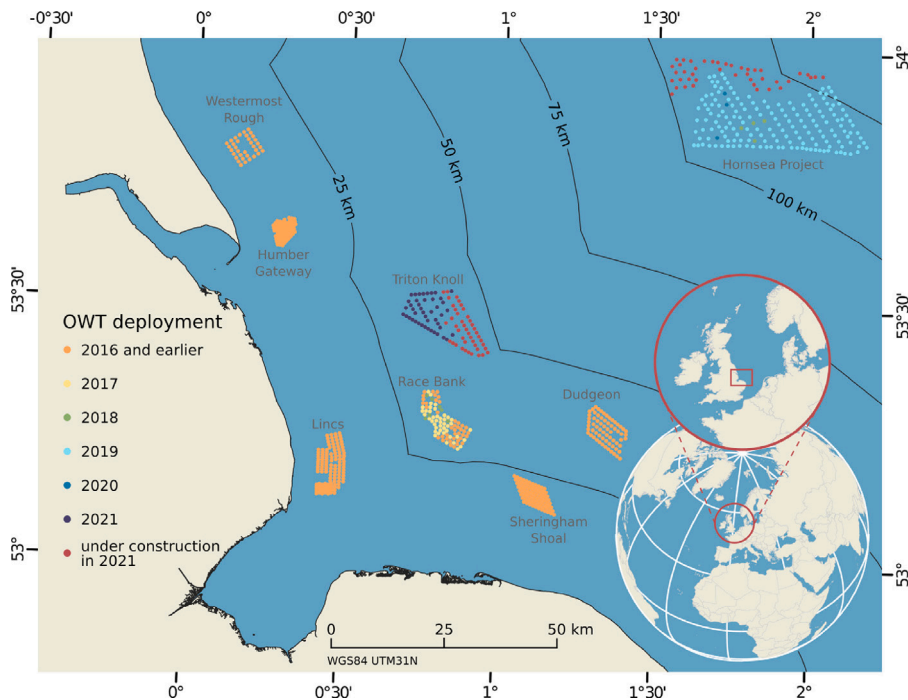 -0°30'
0°
0°30'
1°
1°30'
2°
54°
Westermost
Rough
75 km
50 km
25 km
Hornsea Project
100 km
Humber
Gateway
53°30'
Triton Knoll
53°30'
OWT deployment
2016 and earlier
2017
2018
2019
2020
2021
under construction
in 2021
Race Bank
Dudgeon
Lincs
Sheringham
Shoal
53°
53°
0
25
50 km
WGS84 UTM31N
0°
0°30'
1°
1°30'
2°